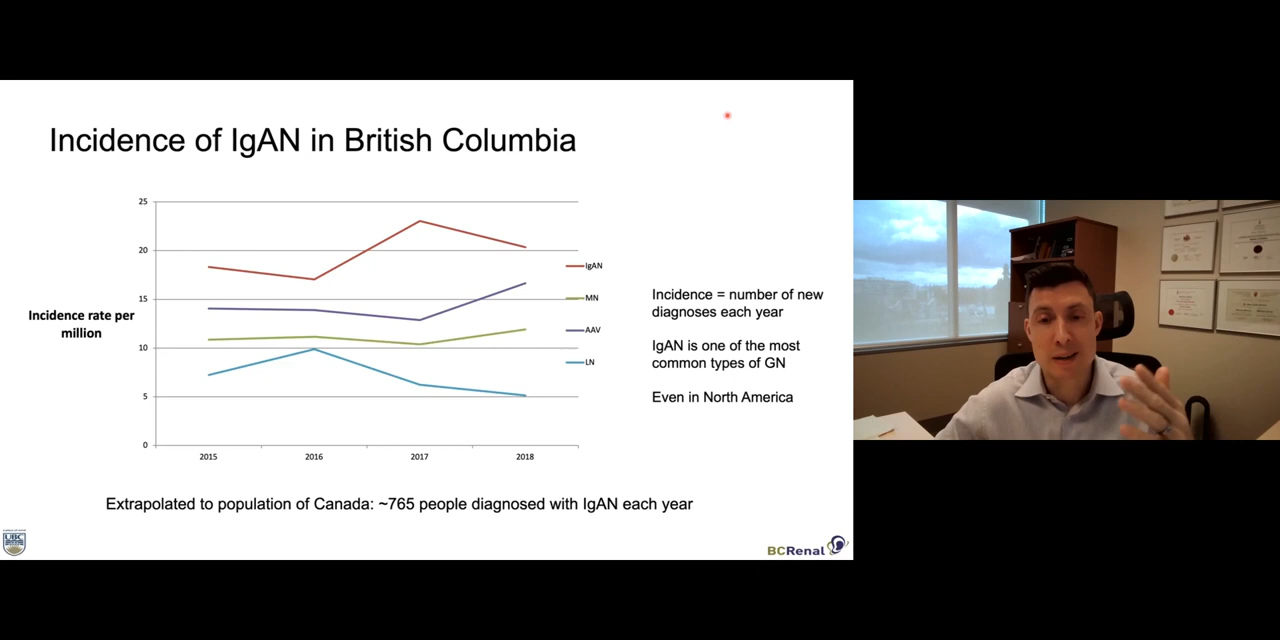 Incidence of IgAN in British Columbia
25
20
15
10
5
0
Incidence rate per
million
2015
2016
2017
2018
IgAN
MN
AAV
LN
Incidence = number of new
diagnoses each year
IgAN is one of the most
common types of GN
Even in North America
Extrapolated to population of Canada: ~765 people diagnosed with IgAN each year
UBC
BCRenal